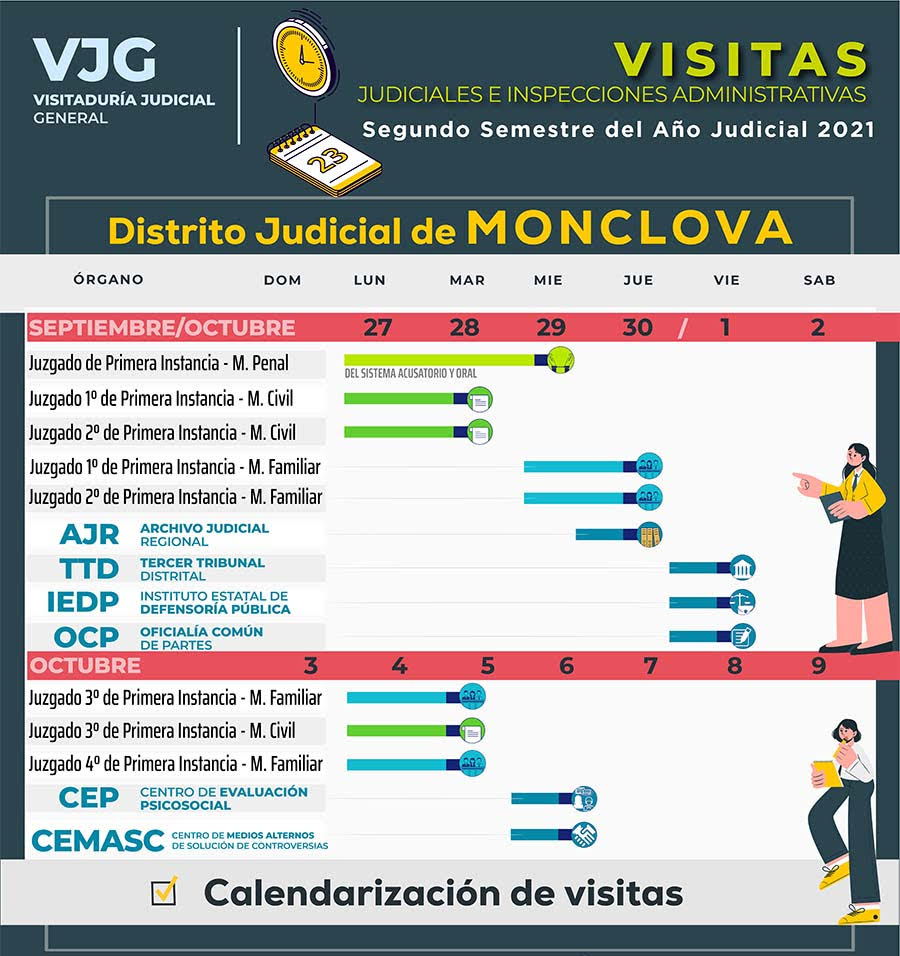 VJG
VISITADURÍA JUDICIAL
GENERAL
23
VISITAS
JUDICIALES E INSPECCIONES ADMINISTRATIVAS
Segundo Semestre del Año Judicial 2021
Distrito Judicial de MONCLOVA
ÓRGANO DOM LUN MAR MIE JUE VIE SAB
SEPTIEMBRE/OCTUBRE 27 28 29 30 / 1 2
Juzgado de Primera Instancia - M. Penal
DEL SISTEMA ACUSATORIO Y ORAL
Juzgado 1º de Primera Instancia - M. Civil
Juzgado 2º de Primera Instancia - M. Civil
Juzgado 1º de Primera Instancia - M. Familiar
Juzgado 2º de Primera Instancia - M. Familiar
AJR ARCHIVO JUDICIAL
REGIONAL
TTD TERCER TRIBUNAL
DISTRITAL
IEDP INSTITUTO ESTATAL DE
DEFENSORÍA PÚBLICA
OCP OFICIALÍA COMÚN
DE PARTES
OCTUBRE 3 4 5 6 7 8 9
Juzgado 3º de Primera Instancia - M. Familiar
Juzgado 3º de Primera Instancia - M. Civil
Juzgado 4º de Primera Instancia - M. Familiar
CEP CENTRO DE EVALUACIÓN
PSICOSOCIAL
CEMASC CENTRO DE MEDIOS ALTERNOS
DE SOLUCIÓN DE CONTROVERSIAS
Calendarización de visitas